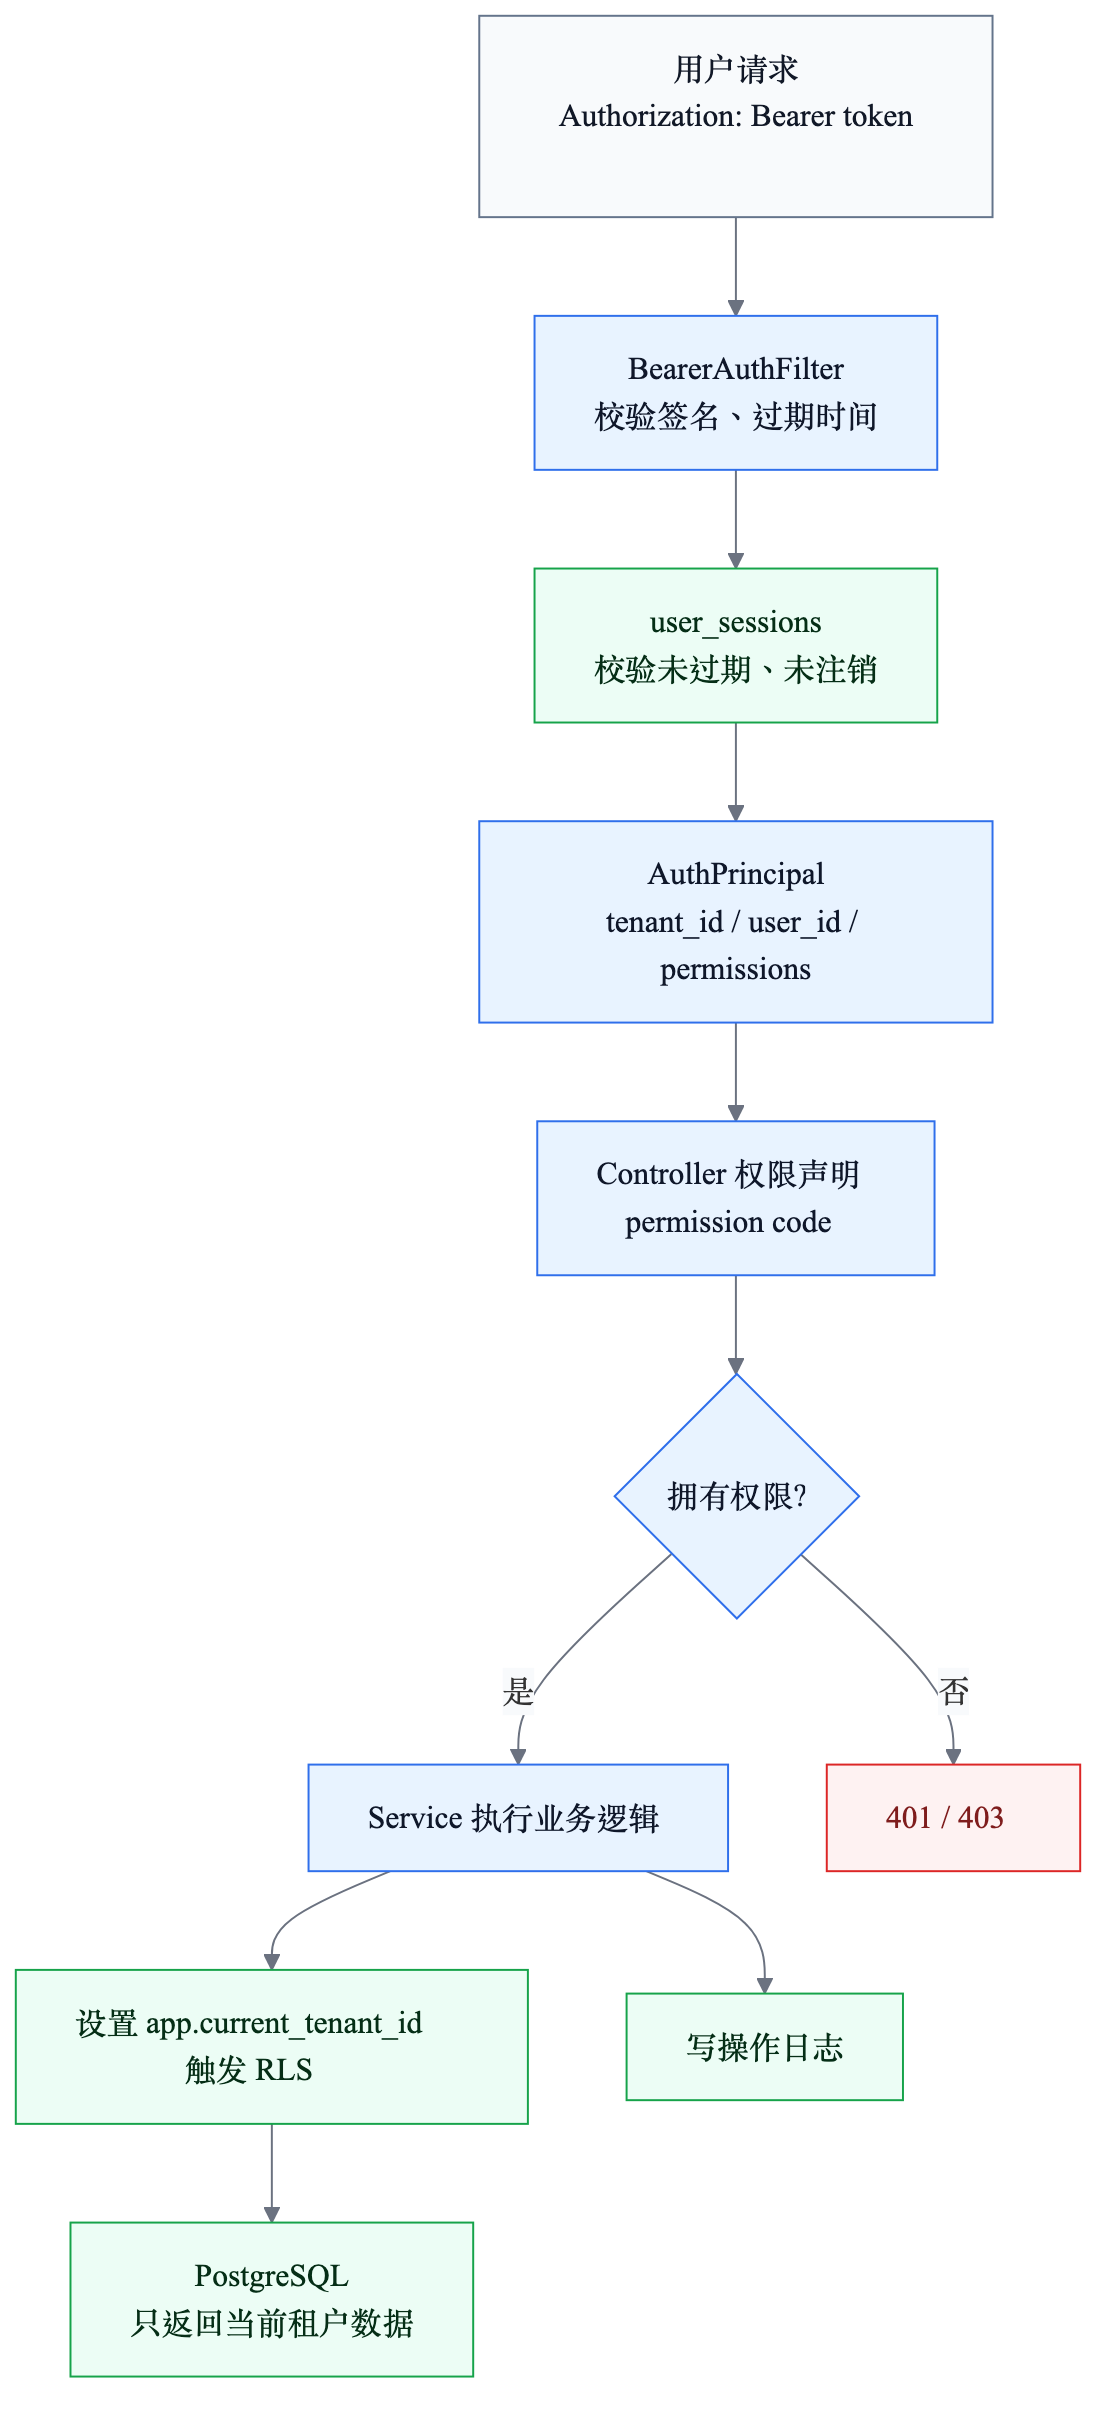 用户请求
Authorization: Bearer token
BearerAuthFilter
校验签名、过期时间
user_sessions
校验未过期、未注销
AuthPrincipal
tenant_id / user_id /
permissions
Controller 权限声明
permission code
拥有权限?
是
否
Service 执行业务逻辑
401 / 403
设置 app.current_tenant_id
触发 RLS
写操作日志
PostgreSQL
只返回当前租户数据